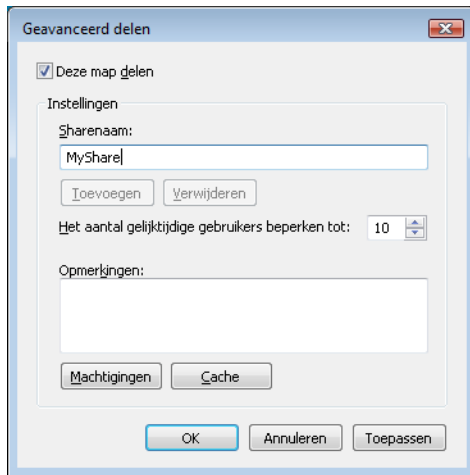 Geavanceerd delen
Deze map delen
Instellingen
Sharenaam:
MyShare
Toevoegen Verwijderen
Het aantal gelijktijdige gebruikers beperken tot: 10
Opmerkingen:
Machtigingen Cache
OK Annuleren Toepassen